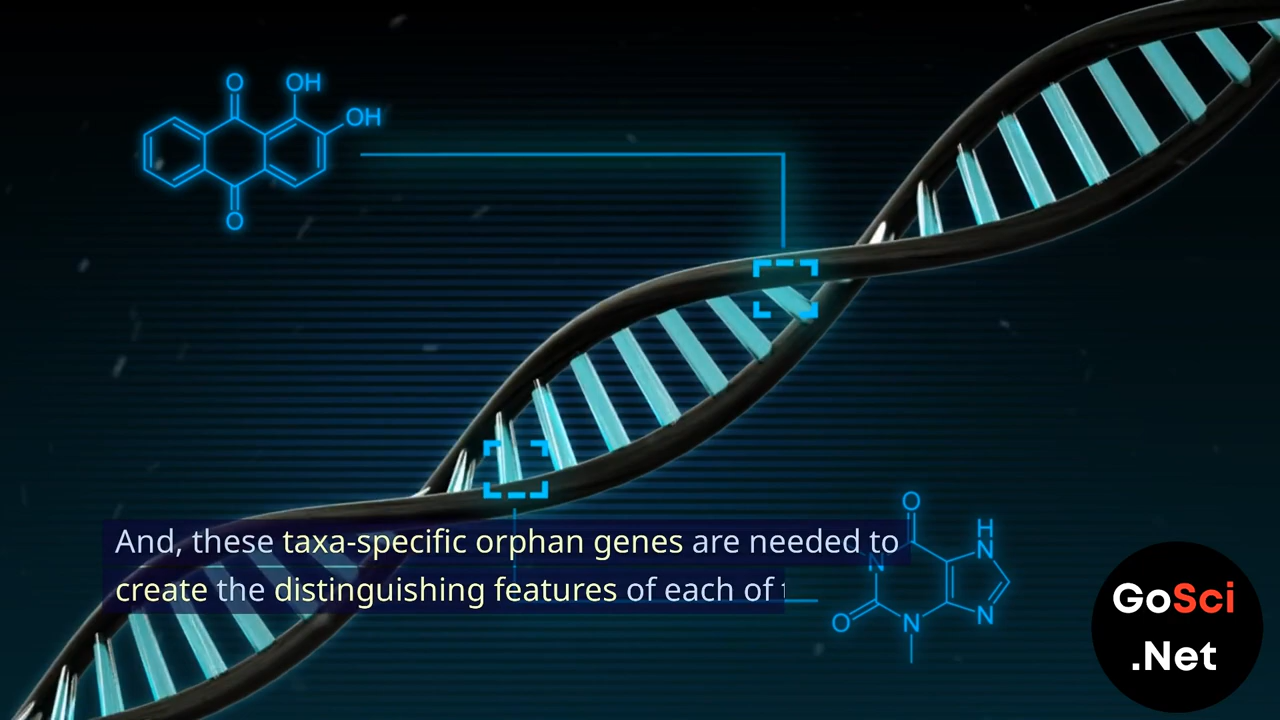 O
OH
OH
O
And, these taxa-specific orphan genes are needed to
create the distinguishing features of each of
O
H
N
N
O
N
N
GoSci
.Net